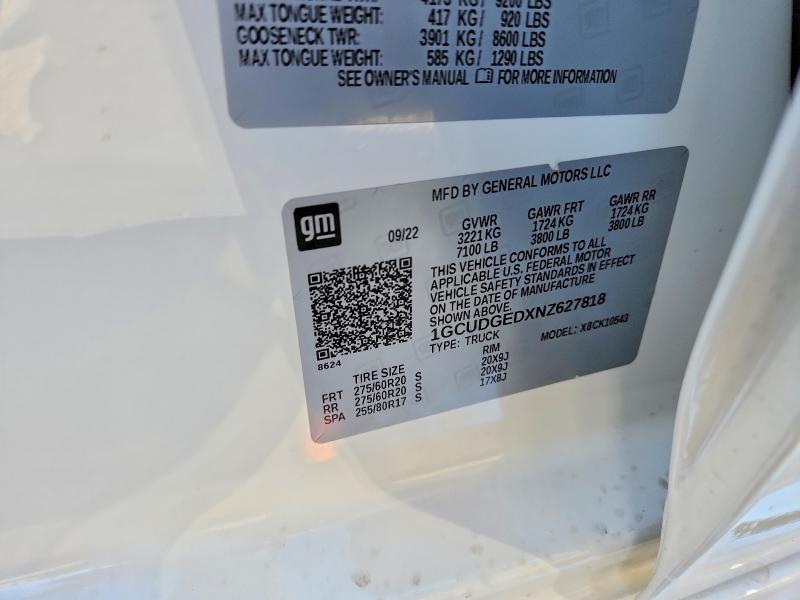 9200 LBS
MAX TONGUE WEIGHT: 417 KG/ 920 LBS
GOOSENECK TWR: 3901 KG/ 8600 LBS
MAX TONGUE WEIGHT: 585 KG/ 1290 LBS
SEE OWNER'S MANUAL FOR MORE INFORMATION
MFD BY GENERAL MOTORS LLC
gm
09/22
GVWR GAWR FRT GAWR RR
3221 KG 1724 KG 1724 KG
7100 LB 3800 LB 3800 LB
THIS VEHICLE CONFORMS TO ALL
APPLICABLE U.S. FEDERAL MOTOR
VEHICLE SAFETY STANDARDS IN EFFECT
ON THE DATE OF MANUFACTURE
SHOWN ABOVE.
1GCUDGEDXNZ627818
TYPE: TRUCK MODEL: X8CK10543
8624
TIRE SIZE RIM
FRT 275/60R20 S 20X9J
RR 275/60R20 S 20X9J
SPA 255/80R17 S 17X8J